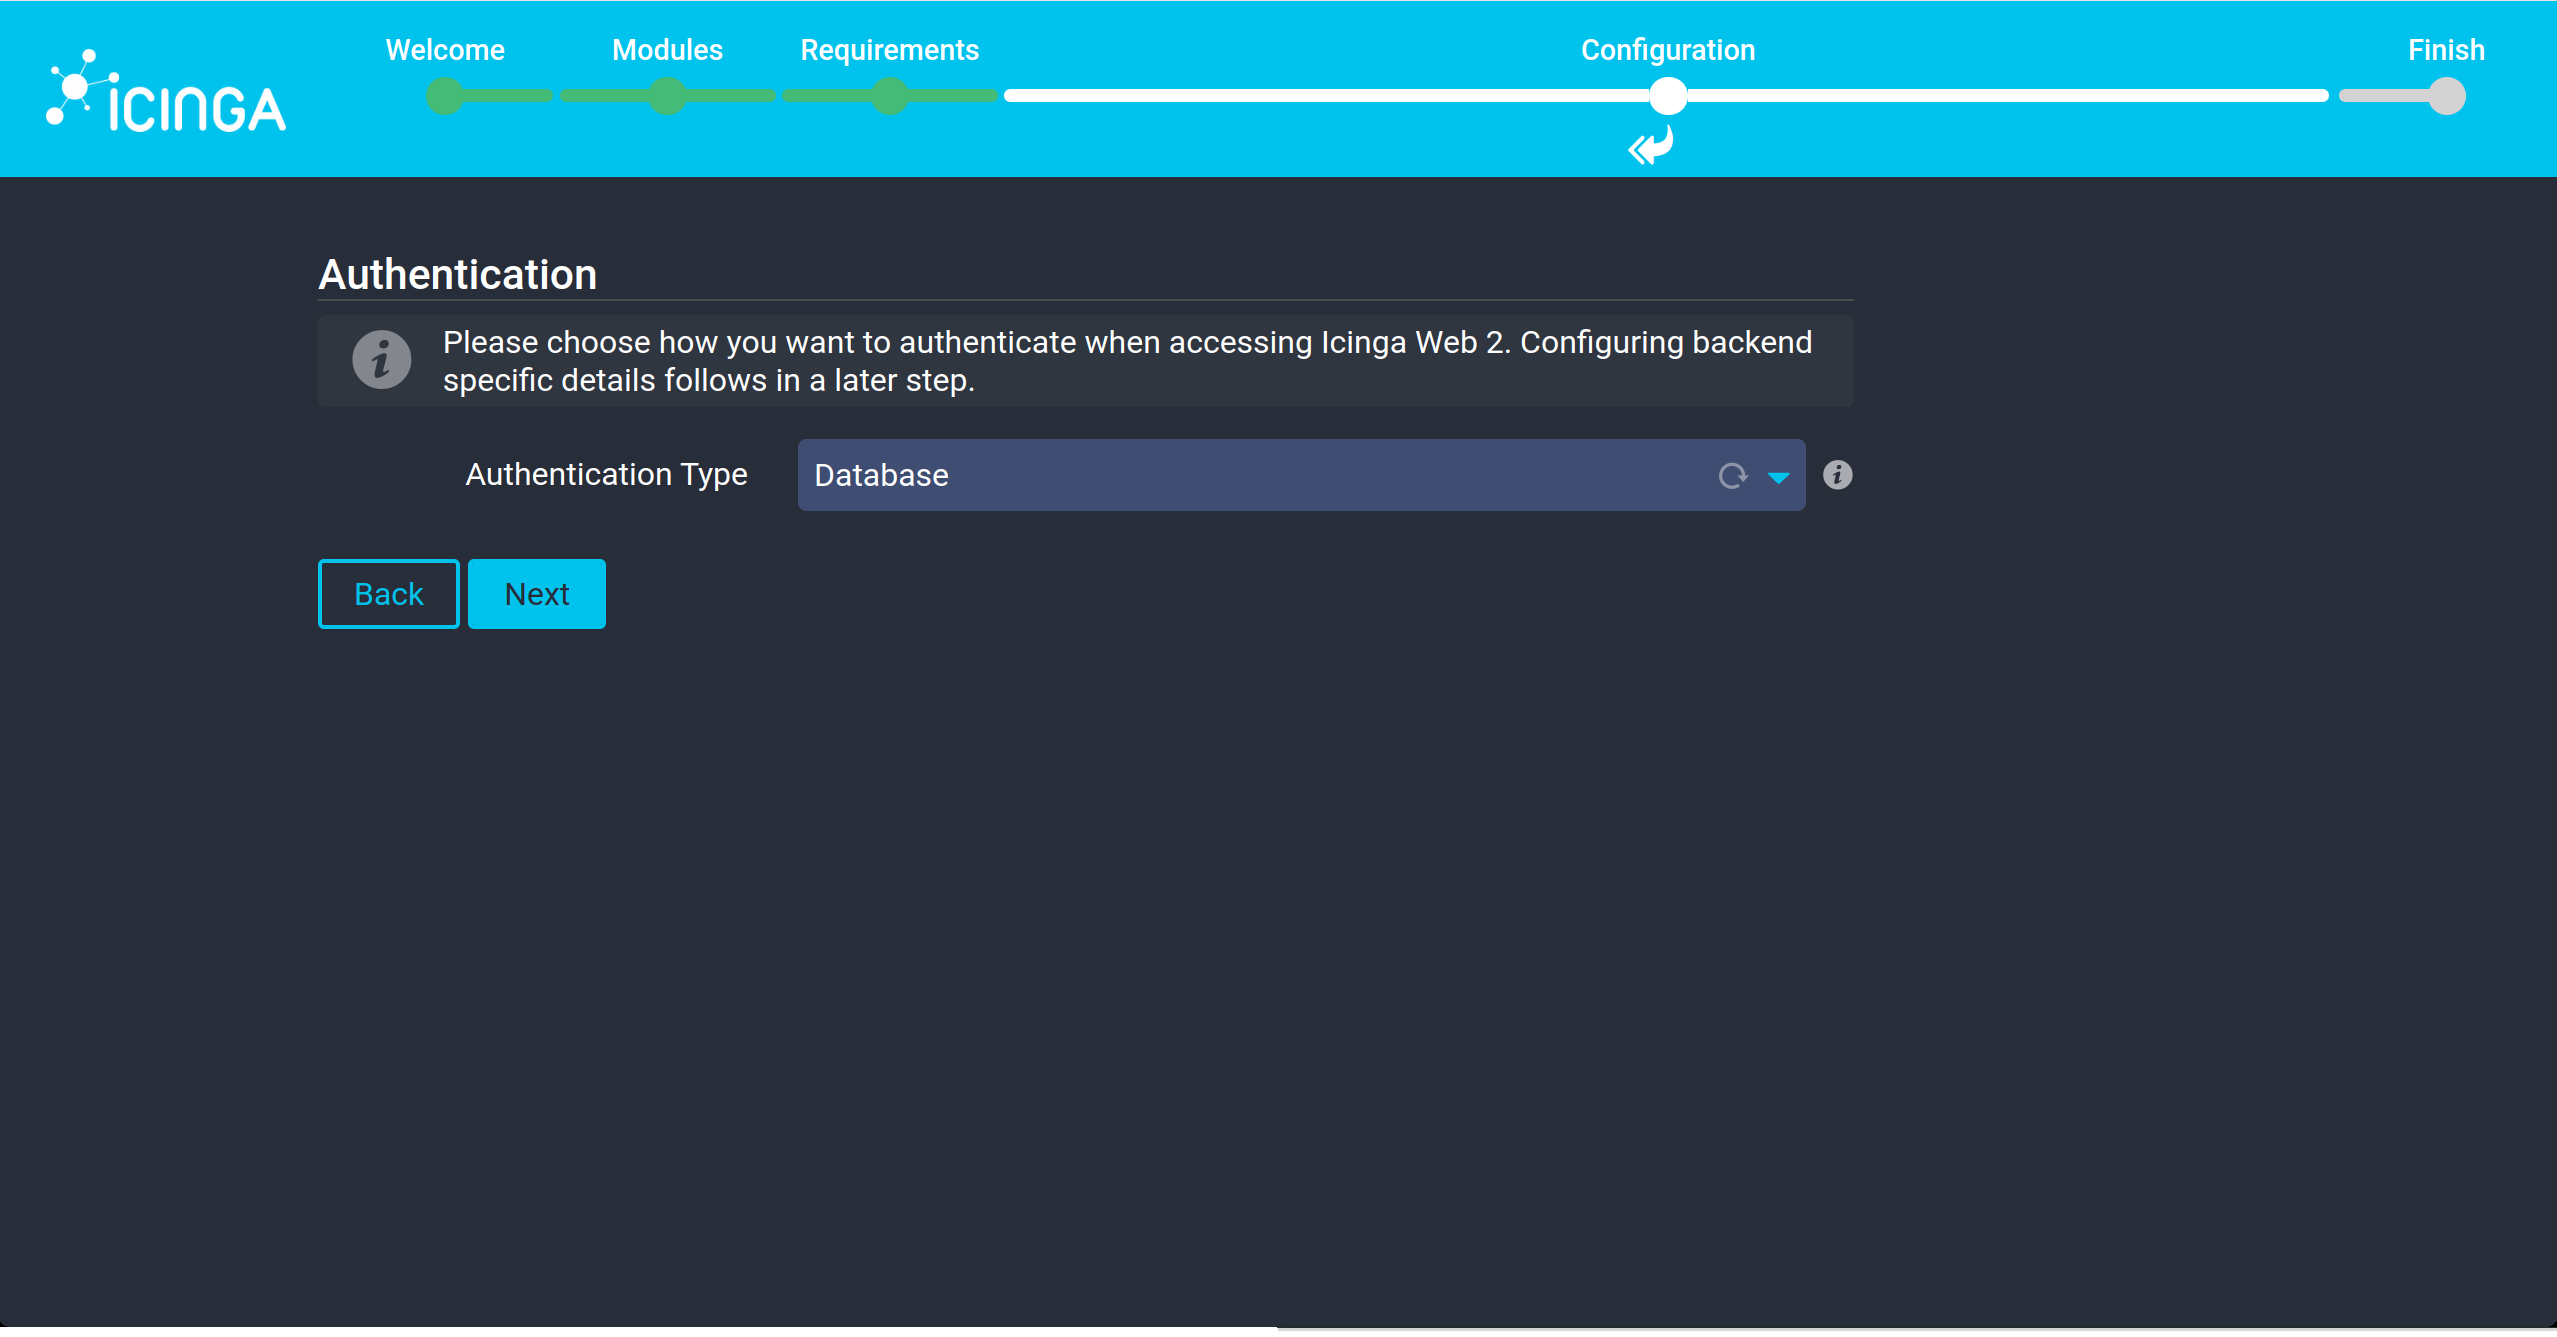 Welcome
Modules
Requirements
Configuration
Finish
ICINGA
Authentication
Please choose how you want to authenticate when accessing Icinga Web 2. Configuring backend
specific details follows in a later step.
Authentication Type
Database
Back
Next